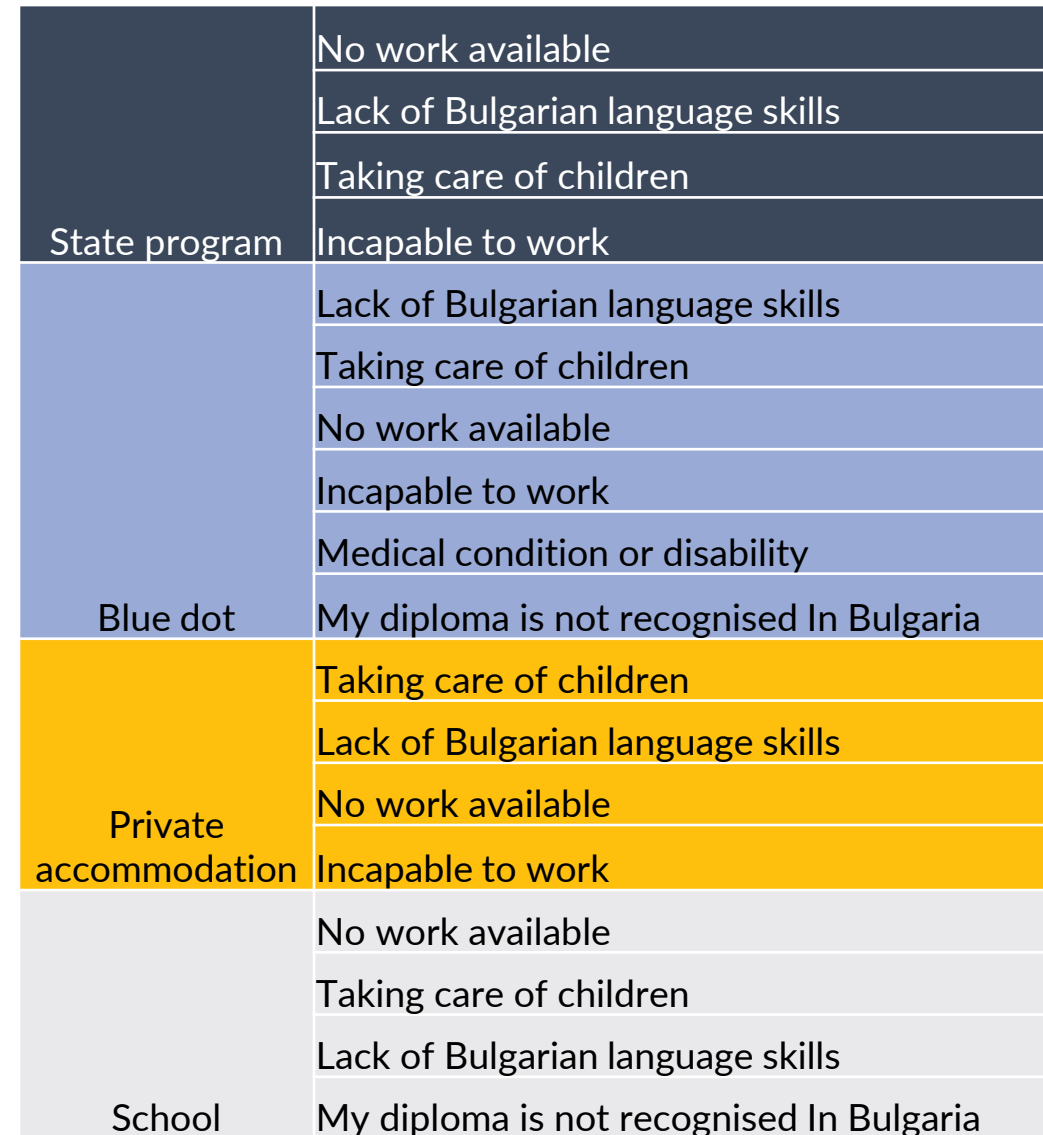 No work available
Lack of Bulgarian language skills
Taking care of children
State program
Incapable to work
Lack of Bulgarian language skills
Taking care of children
No work available
Incapable to work
Medical condition or disability
Blue dot
My diploma is not recognised In Bulgaria
Taking care of children
Lack of Bulgarian language skills
No work available
Private
accommodation
Incapable to work
No work available
Taking care of children
Lack of Bulgarian language skills
School
My diploma is not recognised In Bulgaria